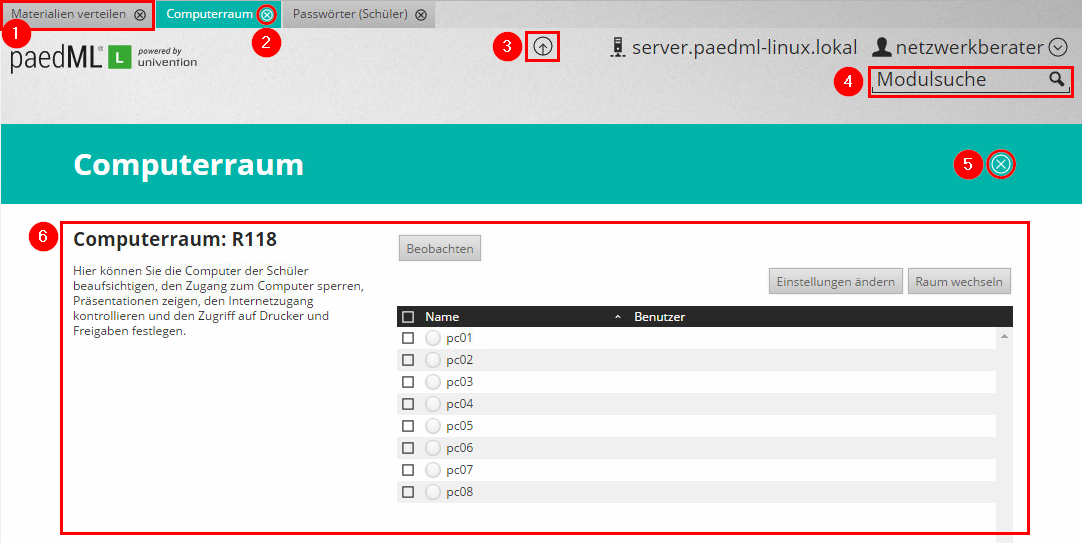 Materialien verteilen
Computerraum
Passwörter (Schüler)
1
2
3
paedML® L powered by univention
server.paedml-linux.lokal
netzwerkberater
4
Modulsuche
Computerraum
5
6
Computerraum: R118
Hier können Sie die Computer der Schüler
beaufsichtigen, den Zugang zum Computer sperren,
Präsentationen zeigen, den Internetzugang
kontrollieren und den Zugriff auf Drucker und
Freigaben festlegen.
Beobachten
Einstellungen ändern
Raum wechseln
Name
Benutzer
pc01
pc02
pc03
pc04
pc05
pc06
pc07
pc08